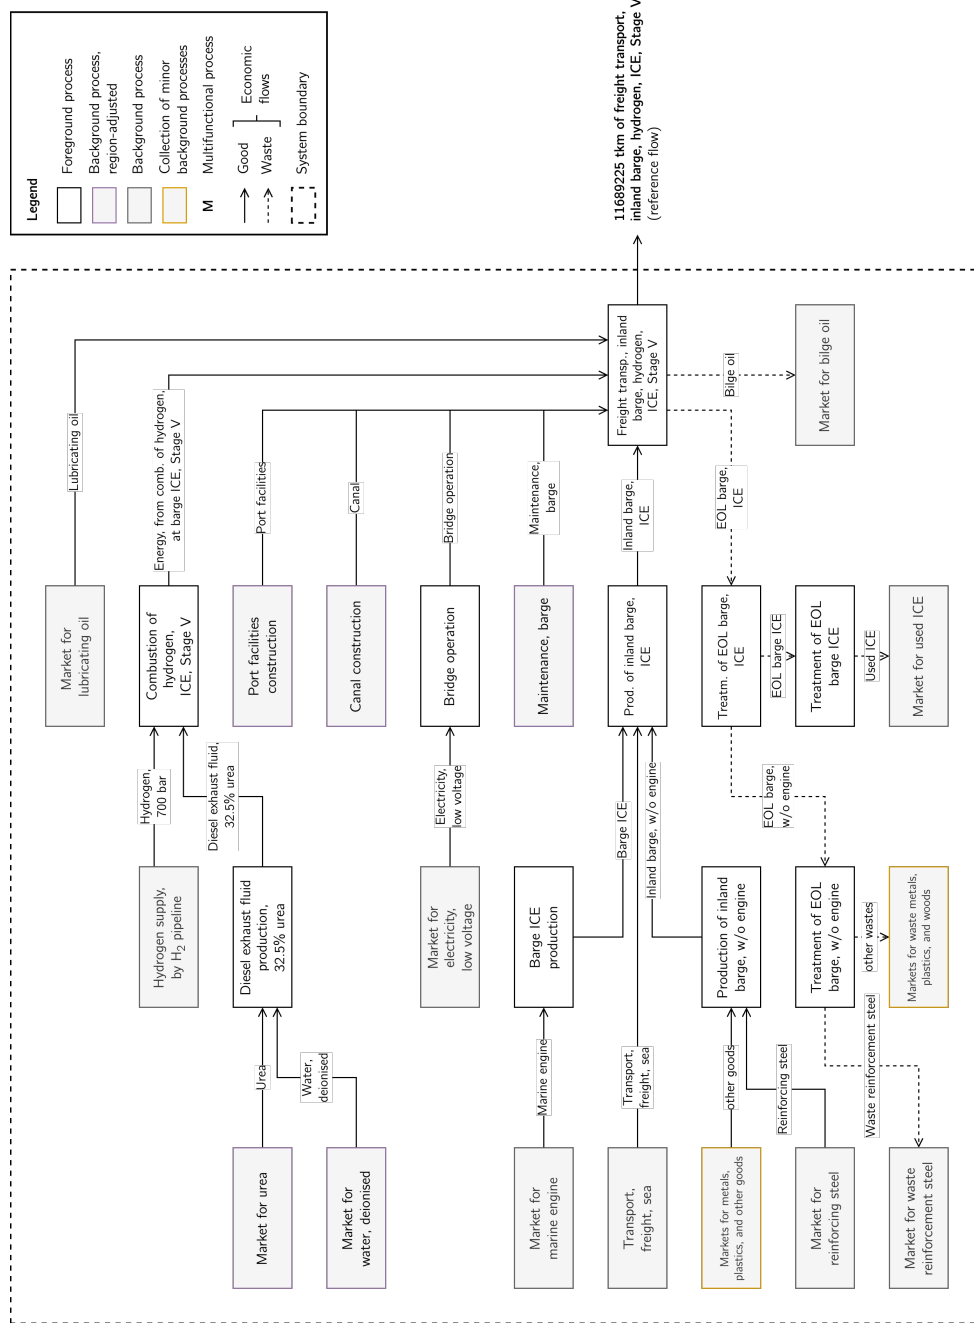 Legend
Foreground process
Background process,
region-adjusted
Background process
Collection of minor
background processes
M
Multifunctional process
Good
Waste
Economic
flows
System boundary
11689225 tkm of freight transport,
inland barge, hydrogen, ICE, Stage V
(reference flow)
Market for
lubricating oil
Lubricating oil
Hydrogen supply,
by H₂ pipeline
Hydrogen,
700 bar
Combustion of
hydrogen,
ICE, Stage V
Energy, from comb. of hydrogen,
at barge ICE, Stage V
Market for urea
Urea
Market for
water, deionised
Water,
deionised
Diesel exhaust fluid
production,
32.5% urea
Diesel exhaust fluid,
32.5% urea
Port facilities
construction
Port facilities
Canal construction
Canal
Market for
electricity,
low voltage
Electricity,
low voltage
Bridge operation
Bridge operation
Maintenance, barge
Maintenance,
barge
Market for
marine engine
Marine engine
Barge ICE
production
Barge ICE
Transport,
freight, sea
Transport,
freight, sea
Prod. of inland barge,
ICE
Inland barge,
ICE
Freight transp., inland
barge, hydrogen,
ICE, Stage V
Bilge oil
Market for bilge oil
Markets for metals,
plastics, and other goods
other goods
Market for
reinforcing steel
Reinforcing steel
Production of inland
barge, w/o engine
Inland barge, w/o engine
EOL barge,
ICE
Treatm. of EOL barge,
ICE
EOL barge ICE
Treatment of EOL
barge ICE
Used ICE
Market for used ICE
EOL barge,
w/o engine
Treatment of EOL
barge, w/o engine
other wastes
Markets for waste metals,
plastics, and woods
Waste reinforcement steel
Market for waste
reinforcement steel